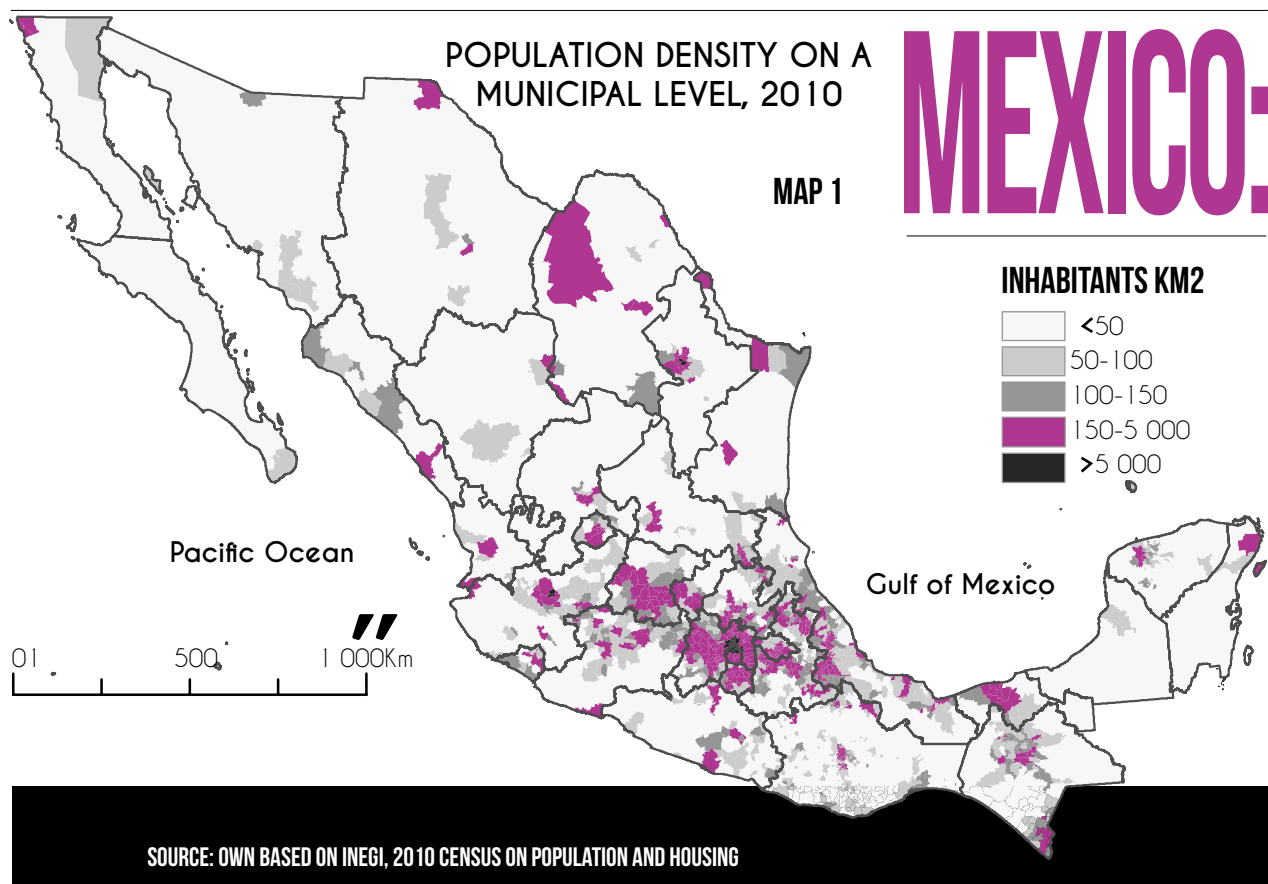 POPULATION DENSITY ON A
MUNICIPAL LEVEL, 2010
MEXICO:
MAP 1
INHABITANTS KM2
<50
50-100
100-150
150-5 000
>5 000
Pacific Ocean
Gulf of Mexico
01 500 1 000Km
SOURCE: OWN BASED ON INEGI, 2010 CENSUS ON POPULATION AND HOUSING